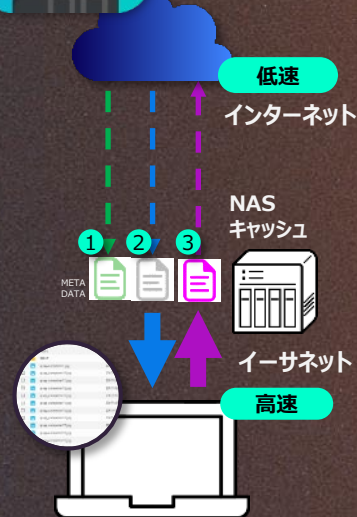 低速
インターネット
NAS
キャッシュ
1 2 3
META
DATA
イーサネット
高速